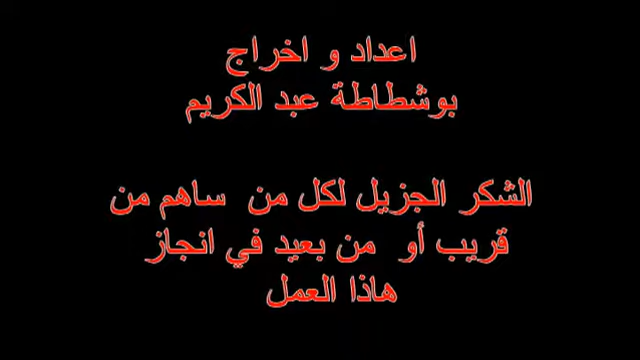 اعداد و اخراج
بوشطاطة عبد الكريم
الشكر الجزيل لكل من ساهم من
قريب أو من بعيد في انجاز
هاذا العمل